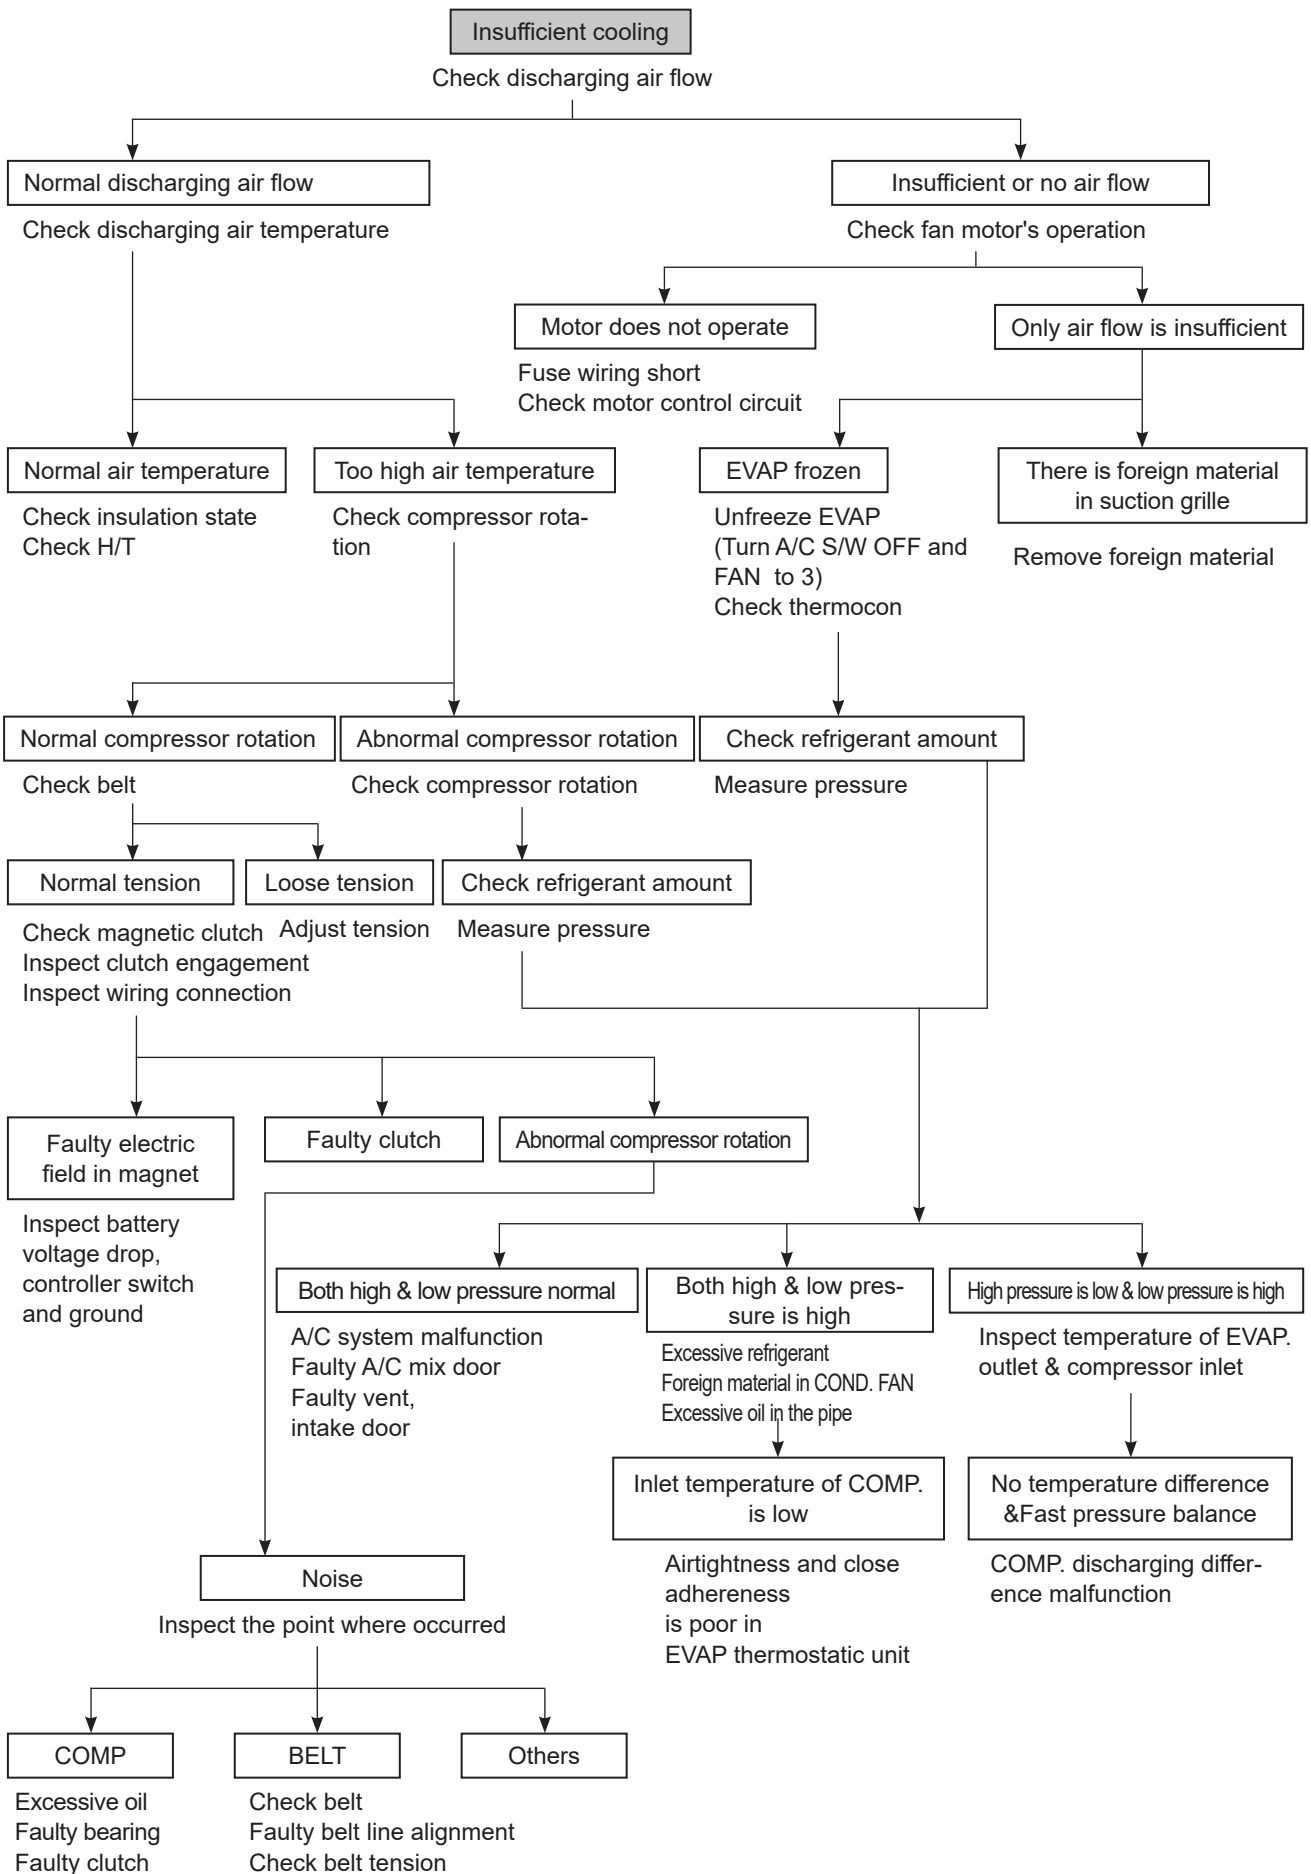 Insufficient cooling
Check discharging air flow
Normal discharging air flow
Insufficient or no air flow
Check discharging air temperature
Check fan motor's operation
Motor does not operate
Only air flow is insufficient
Fuse wiring short
Check motor control circuit
Normal air temperature
Too high air temperature
EVAP frozen
There is foreign material
in suction grille
Check insulation state
Check H/T
Check compressor rota-
tion
Unfreeze EVAP
(Turn A/C S/W OFF and
FAN to 3)
Check thermocon
Remove foreign material
Normal compressor rotation
Abnormal compressor rotation
Check refrigerant amount
Check belt
Check compressor rotation
Measure pressure
Normal tension
Loose tension
Check refrigerant amount
Check magnetic clutch
Inspect clutch engagement
Inspect wiring connection
Adjust tension
Measure pressure
Faulty electric
field in magnet
Faulty clutch
Abnormal compressor rotation
Inspect battery
voltage drop,
controller switch
and ground
Both high & low pressure normal
Both high & low pres-
sure is high
High pressure is low & low pressure is high
A/C system malfunction
Faulty A/C mix door
Faulty vent,
intake door
Excessive refrigerant
Foreign material in COND. FAN
Excessive oil in the pipe
Inspect temperature of EVAP.
outlet & compressor inlet
Inlet temperature of COMP.
is low
No temperature difference
&Fast pressure balance
Airtightness and close
adhereness
is poor in
EVAP thermostatic unit
COMP. discharging differ-
ence malfunction
Noise
Inspect the point where occurred
COMP
BELT
Others
Excessive oil
Faulty bearing
Faulty clutch
Check belt
Faulty belt line alignment
Check belt tension